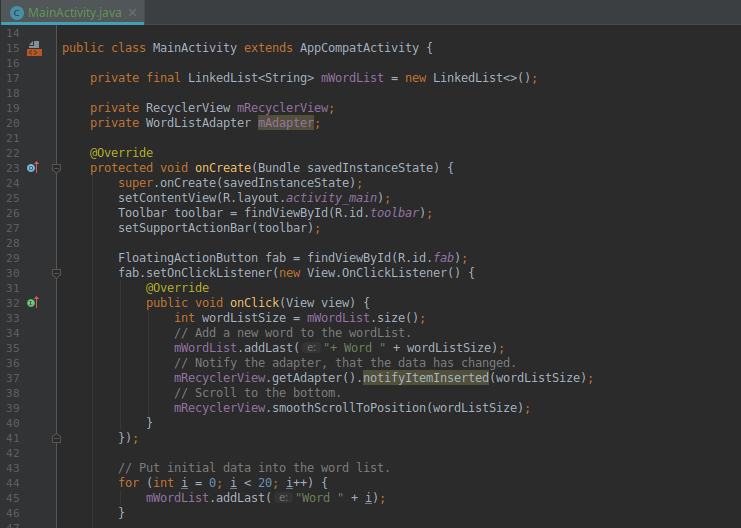 MainActivity.java
14
15 public class MainActivity extends AppCompatActivity {
16
17 private final LinkedList<String> mWordList = new LinkedList<>();
18
19 private RecyclerView mRecyclerView;
20 private WordListAdapter mAdapter;
21
22 @Override
23 protected void onCreate(Bundle savedInstanceState) {
24 super.onCreate(savedInstanceState);
25 setContentView(R.layout.activity_main);
26 Toolbar toolbar = findViewById(R.id.toolbar);
27 setSupportActionBar(toolbar);
28
29 FloatingActionButton fab = findViewById(R.id.fab);
30 fab.setOnClickListener(new View.OnClickListener() {
31 @Override
32 public void onClick(View view) {
33 int wordListSize = mWordList.size();
34 // Add a new word to the wordList.
35 mWordList.addLast( e: "+ Word " + wordListSize);
36 // Notify the adapter, that the data has changed.
37 mRecyclerView.getAdapter().notifyItemInserted(wordListSize);
38 // Scroll to the bottom.
39 mRecyclerView.smoothScrollToPosition(wordListSize);
40 }
41 });
42
43 // Put initial data into the word list.
44 for (int i = 0; i < 20; i++) {
45 mWordList.addLast( e: "Word " + i);
46 }
47